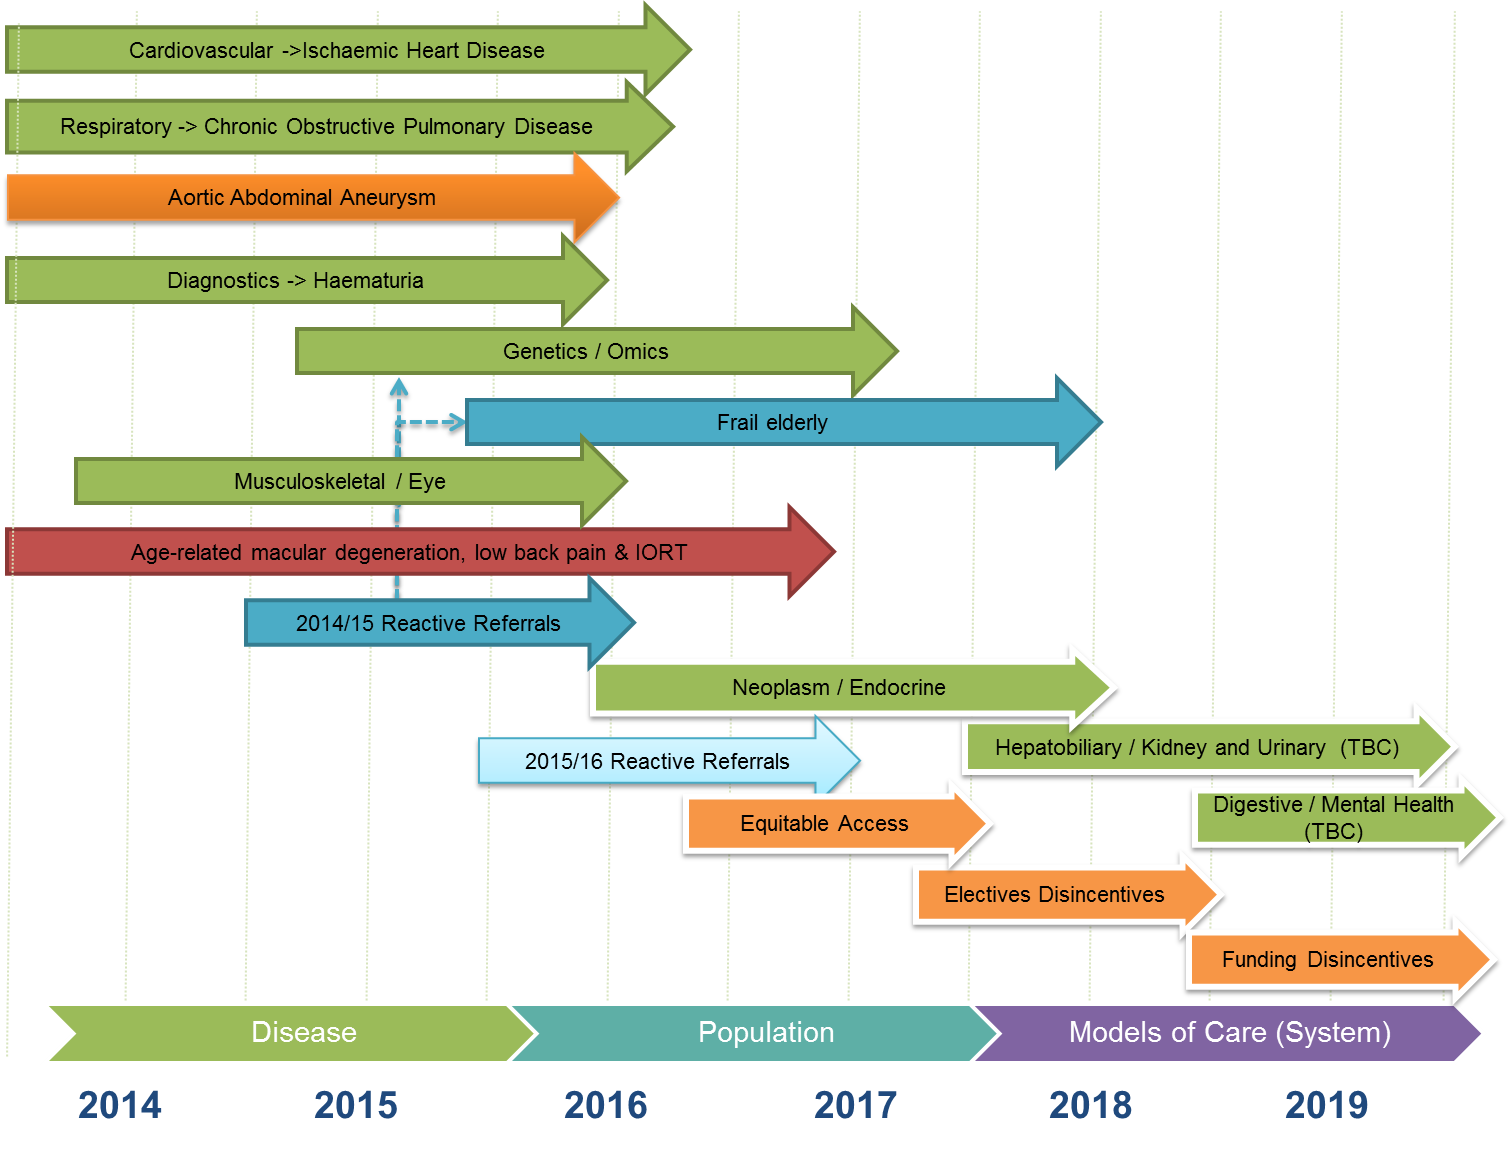 Cardiovascular ->Ischaemic Heart Disease
Respiratory -> Chronic Obstructive Pulmonary Disease
Aortic Abdominal Aneurysm
Diagnostics -> Haematuria
Genetics / Omics
Frail elderly
Musculoskeletal / Eye
Age-related macular degeneration, low back pain & IORT
2014/15 Reactive Referrals
Neoplasm / Endocrine
Hepatobiliary / Kidney and Urinary (TBC)
2015/16 Reactive Referrals
Digestive / Mental Health
(TBC)
Equitable Access
Electives Disincentives
Funding Disincentives
Disease
Population
Models of Care (System)
2014
2015
2016
2017
2018
2019